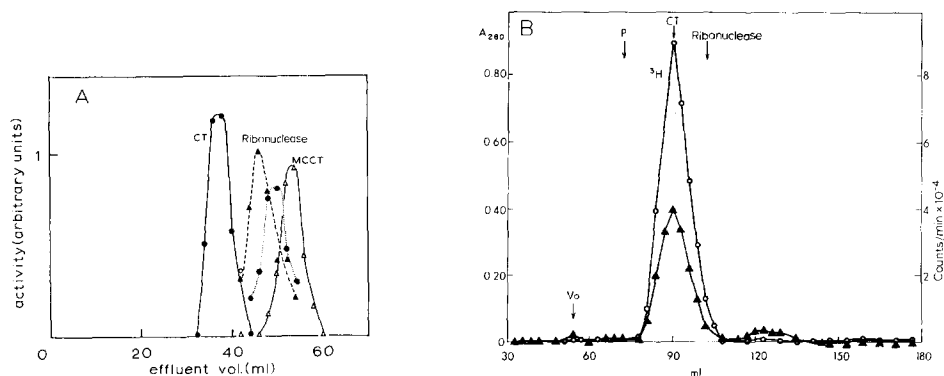 A
CT
Ribonuclease
MCCT
1
activity (arbitrary units)
0 20 40 60
effluent vol. (ml)
B
A280
P
CT
Ribonuclease
3H
Vo
0.80
0.60
0.40
0.20
0
8
6
4
2
Counts/min×10-4
30 60 90 120 150 180
ml